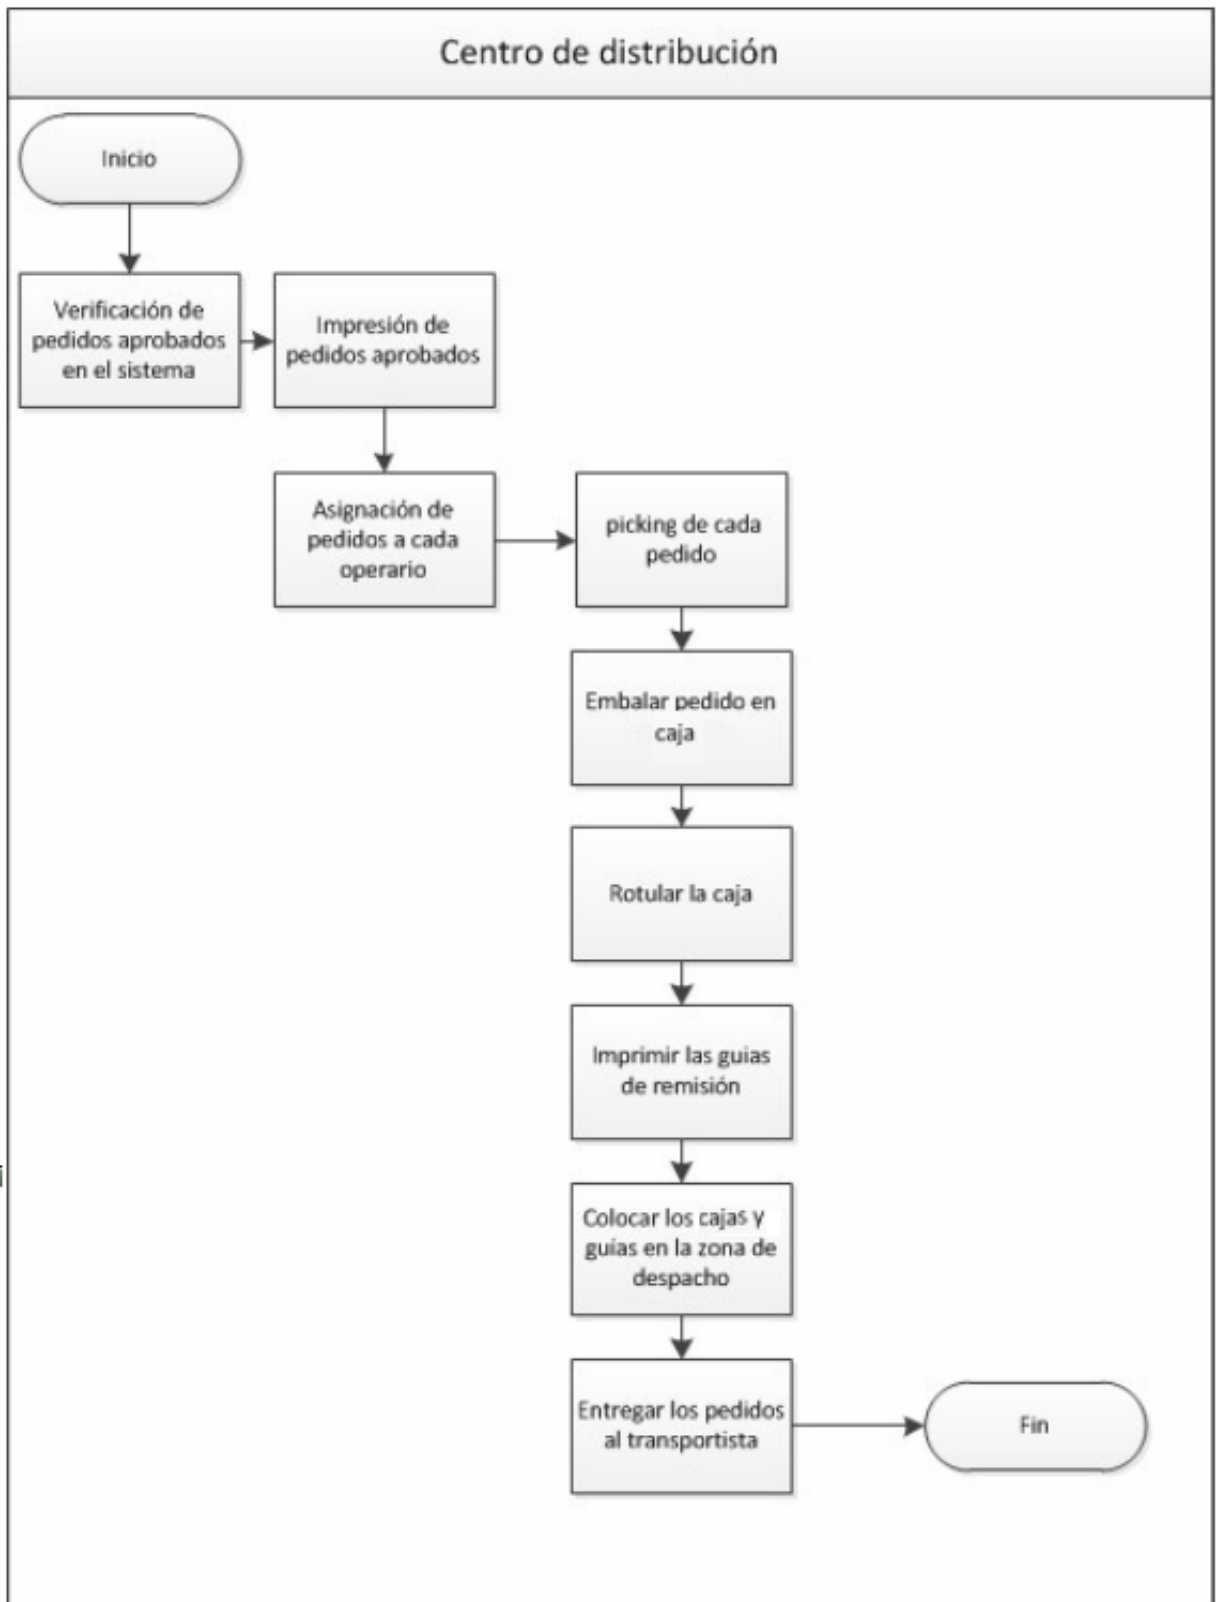 Centro de distribución
Inicio
Verificación de
pedidos aprobados
en el sistema
Impresión de
pedidos aprobados
Asignación de
pedidos a cada
operario
picking de cada
pedido
Embalar pedido en
caja
Rotular la caja
Imprimir las guias
de remisión
Colocar los cajas y
guías en la zona de
despacho
Entregar los pedidos
al transportista
Fin